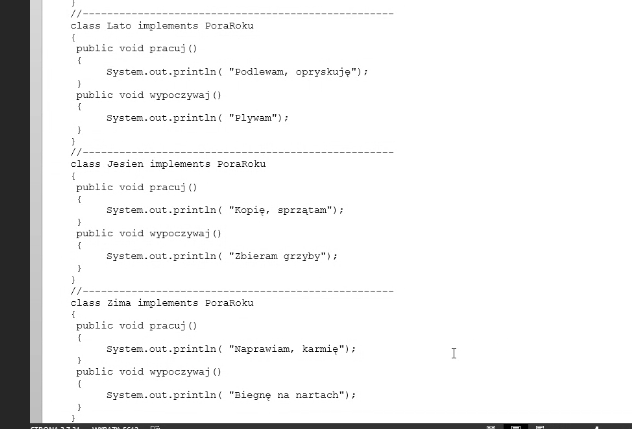 }
//---------------------------------------------------
class Lato implements PoraRoku
{
public void pracuj()
{
System.out.println( "Podlewam, opryskuję");
}
public void wypoczywaj()
{
System.out.println( "Pływam");
}
}
//---------------------------------------------------
class Jesien implements PoraRoku
{
public void pracuj()
{
System.out.println( "Kopię, sprzątam");
}
public void wypoczywaj()
{
System.out.println( "Zbieram grzyby");
}
}
//---------------------------------------------------
class Zima implements PoraRoku
{
public void pracuj()
{
System.out.println( "Naprawiam, karmię");
}
public void wypoczywaj()
{
System.out.println( "Biegnę na nartach");
}
}